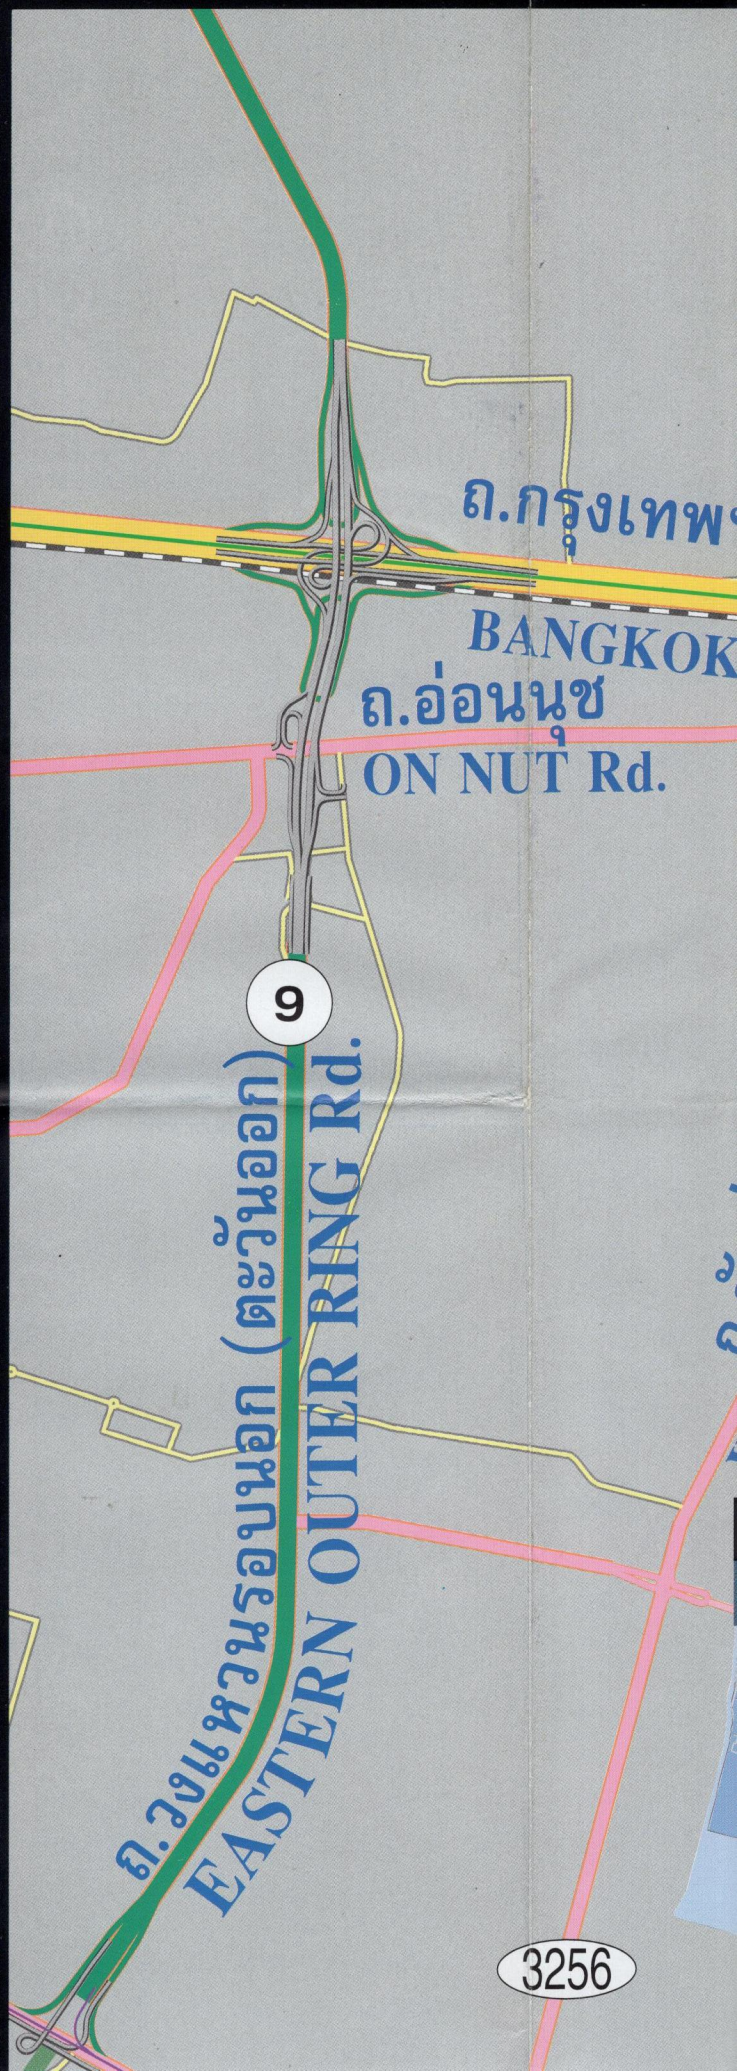 ถ.กรุงเทพ
BANGKOK
ถ.อ่อนนุช
ON NUT Rd.
9
ถ.วงแหวนรอบนอก (ตะวันออก)
EASTERN OUTER RING Rd.
3256